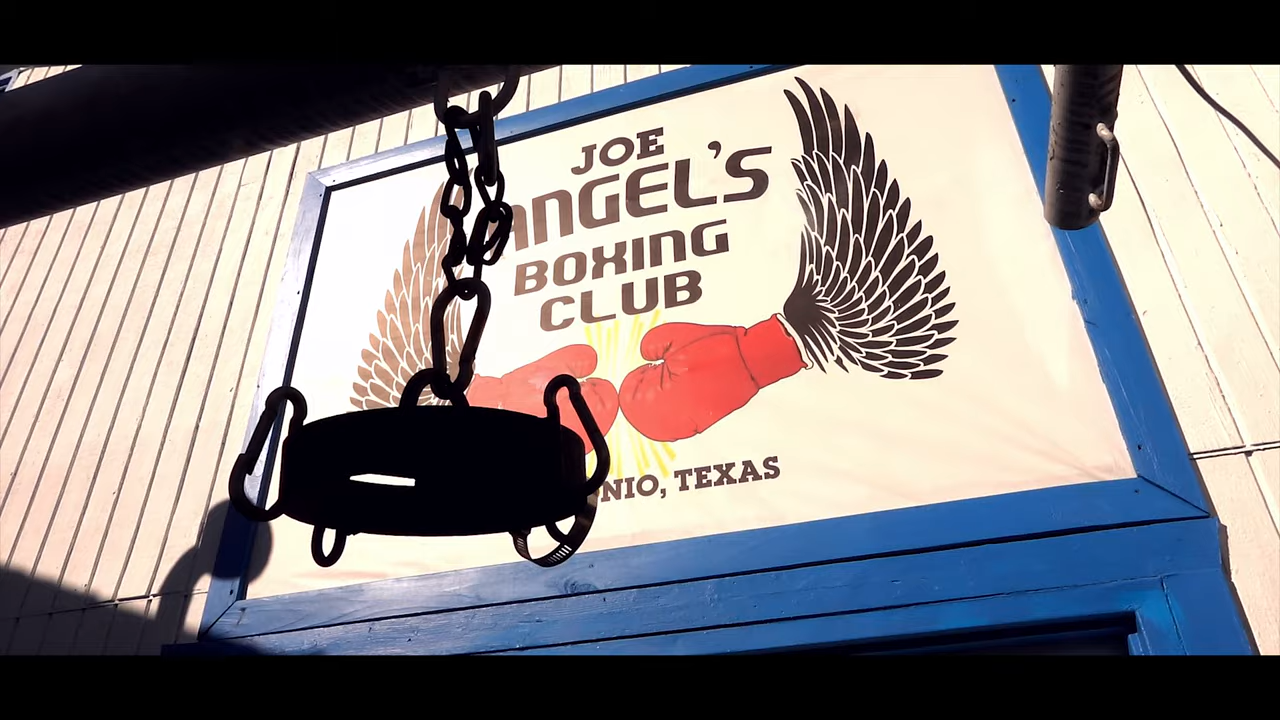 JOE
ANGEL'S
BOXING
CLUB
NIO, TEXAS